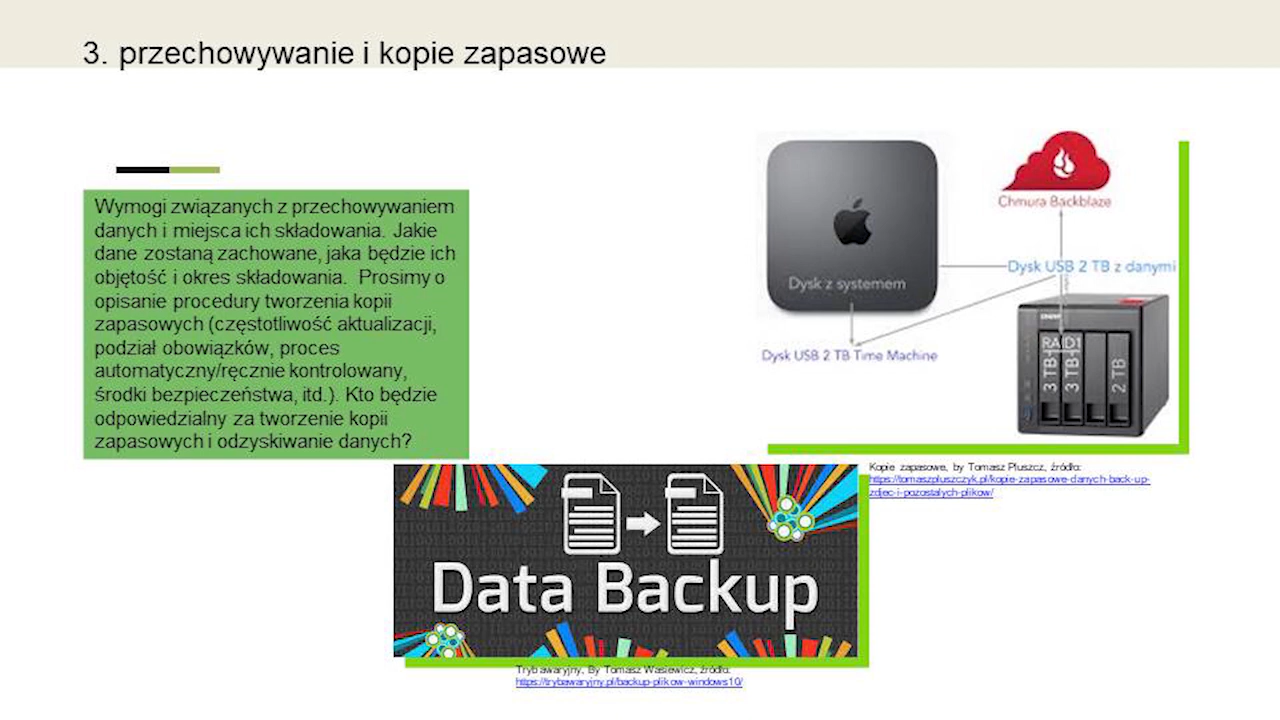 3. przechowywanie i kopie zapasowe
Wymogi związanych z przechowywaniem
danych i miejsca ich składowania. Jakie
dane zostaną zachowane, jaka będzie ich
objętość i okres składowania. Prosimy o
opisanie procedury tworzenia kopii
zapasowych (częstotliwość aktualizacji,
podział obowiązków, proces
automatyczny/ręcznie kontrolowany,
środki bezpieczeństwa, itd.). Kto będzie
odpowiedzialny za tworzenie kopii
zapasowych i odzyskiwanie danych?
Chmura Backblaze
Dysk USB 2 TB z danymi
Dysk z systemem
Dysk USB 2 TB Time Machine
RAID1
3 TB
3 TB
2 TB
Kopie zapasowe, by Tomasz Pluszcz, źródło:
https://tomaszpluszczyk.pl/kopie-zapasowe-danych-back-up-
zdjec-i-pozostalych-plikow/
Data Backup
Tryb awaryjny, By Tomasz Wasiewicz, źródło:
https://trybawaryjny.pl/backup-plikow-windows10/